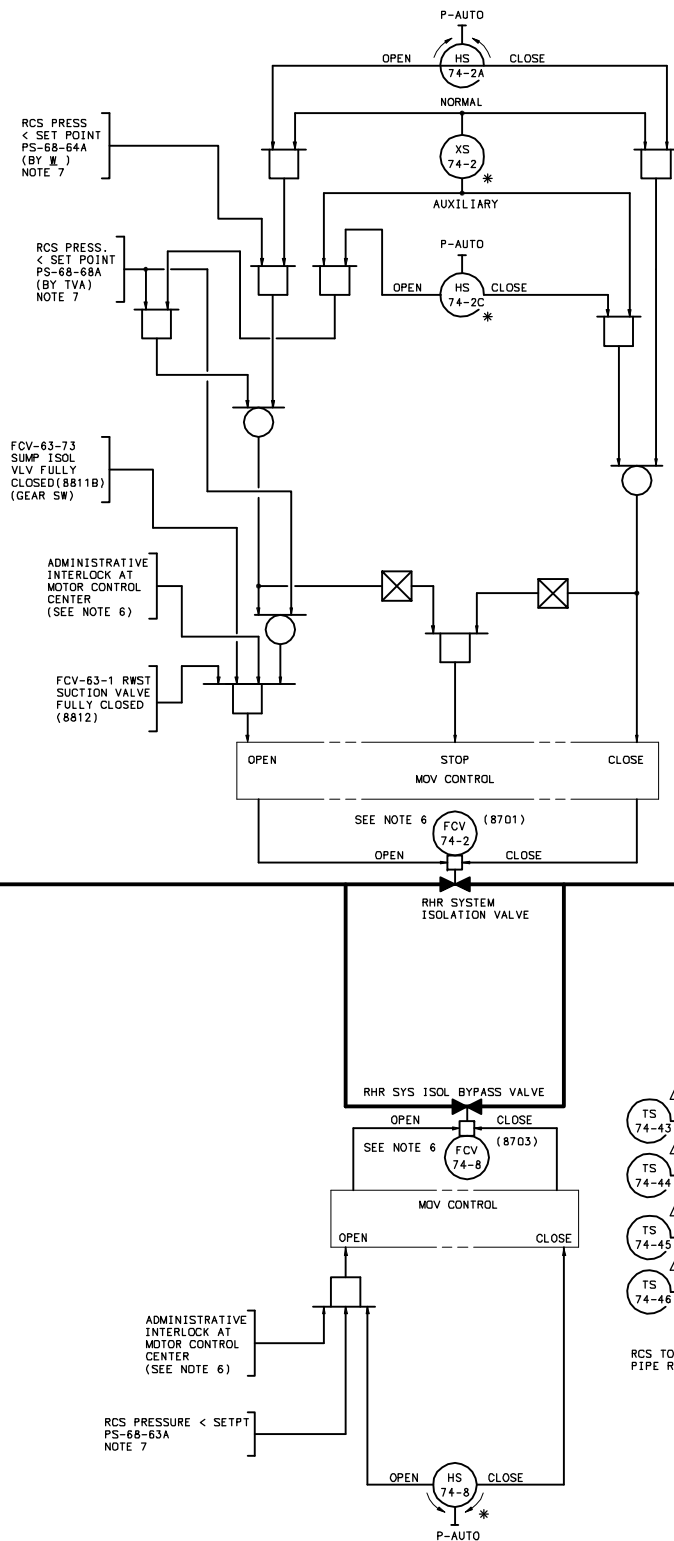 P-AUTO
OPEN
HS
74-2A
CLOSE
NORMAL
RCS PRESS
< SET POINT
PS-68-64A
(BY W )
NOTE 7
XS
74-2
*
AUXILIARY
RCS PRESS.
< SET POINT
PS-68-68A
(BY TVA)
NOTE 7
P-AUTO
OPEN
HS
74-2C
CLOSE
*
FCV-63-73
SUMP ISOL
VLV FULLY
CLOSED(8811B)
(GEAR SW)
ADMINISTRATIVE
INTERLOCK AT
MOTOR CONTROL
CENTER
(SEE NOTE 6)
FCV-63-1 RWST
SUCTION VALVE
FULLY CLOSED
(8812)
OPEN
STOP
CLOSE
MOV CONTROL
SEE NOTE 6
FCV
74-2
(8701)
OPEN
CLOSE
RHR SYSTEM
ISOLATION VALVE
RHR SYS ISOL BYPASS VALVE
OPEN
CLOSE
SEE NOTE 6
FCV
74-8
(8703)
MOV CONTROL
OPEN
CLOSE
TS
74-43
TS
74-44
TS
74-45
TS
74-46
ADMINISTRATIVE
INTERLOCK AT
MOTOR CONTROL
CENTER
(SEE NOTE 6)
RCS TO
PIPE R
RCS PRESSURE < SETPT
PS-68-63A
NOTE 7
OPEN
HS
74-8
CLOSE
*
P-AUTO